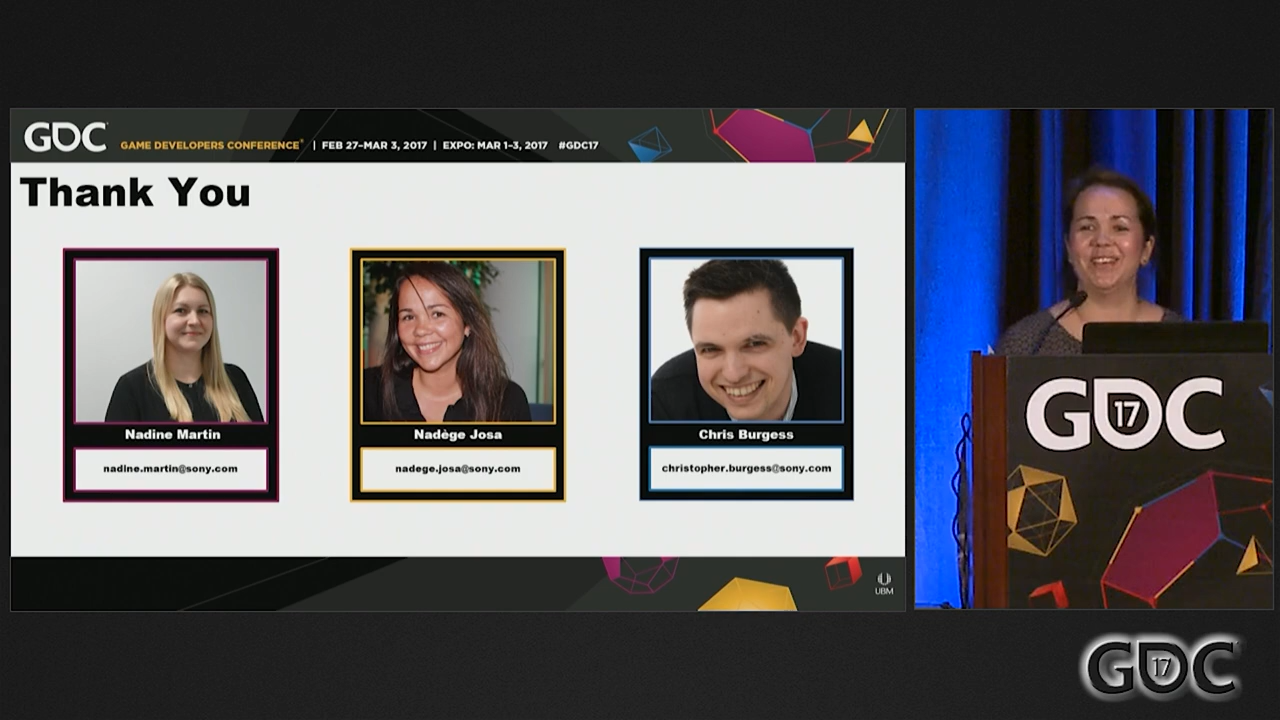 GDC
GAME DEVELOPERS CONFERENCE® | FEB 27–MAR 3, 2017 | EXPO: MAR 1–3, 2017 #GDC17
Thank You
Nadine Martin
nadine.martin@sony.com
Nadège Josa
nadege.josa@sony.com
Chris Burgess
christopher.burgess@sony.com
UBM
GDC 17
GDC 17